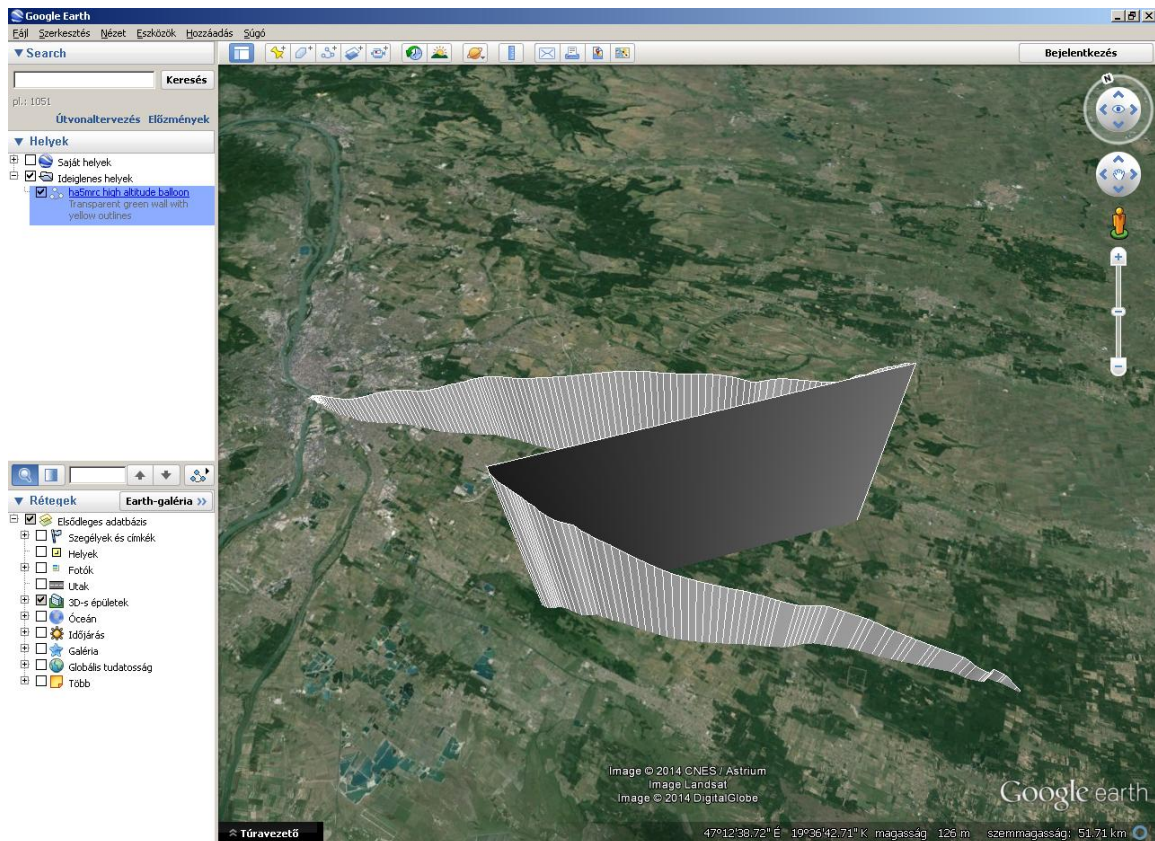 Google Earth
Fájl Szerkesztés Nézet Eszközök Hozzáadás Súgó
Search
Bejelentkezés
Keresés
pl.: 1051
Útvonaltervezés Előzmények
Helyek
Saját helyek
Ideiglenes helyek
ha5mrc high altitude balloon
Transparent green wall with
yellow outlines
Rétegek
Earth-galéria >>
Elsődleges adatbázis
Szegélyek és címkék
Helyek
Fotók
Utak
3D-s épületek
Óceán
Időjárás
Galéria
Globális tudatosság
Több
N
Image © 2014 CNES / Astrium
Image Landsat
Image © 2014 DigitalGlobe
Google earth
Túravezető
47°12'38.72" É 19°36'42.71" K magasság 126 m szemmagasság: 51.71 km